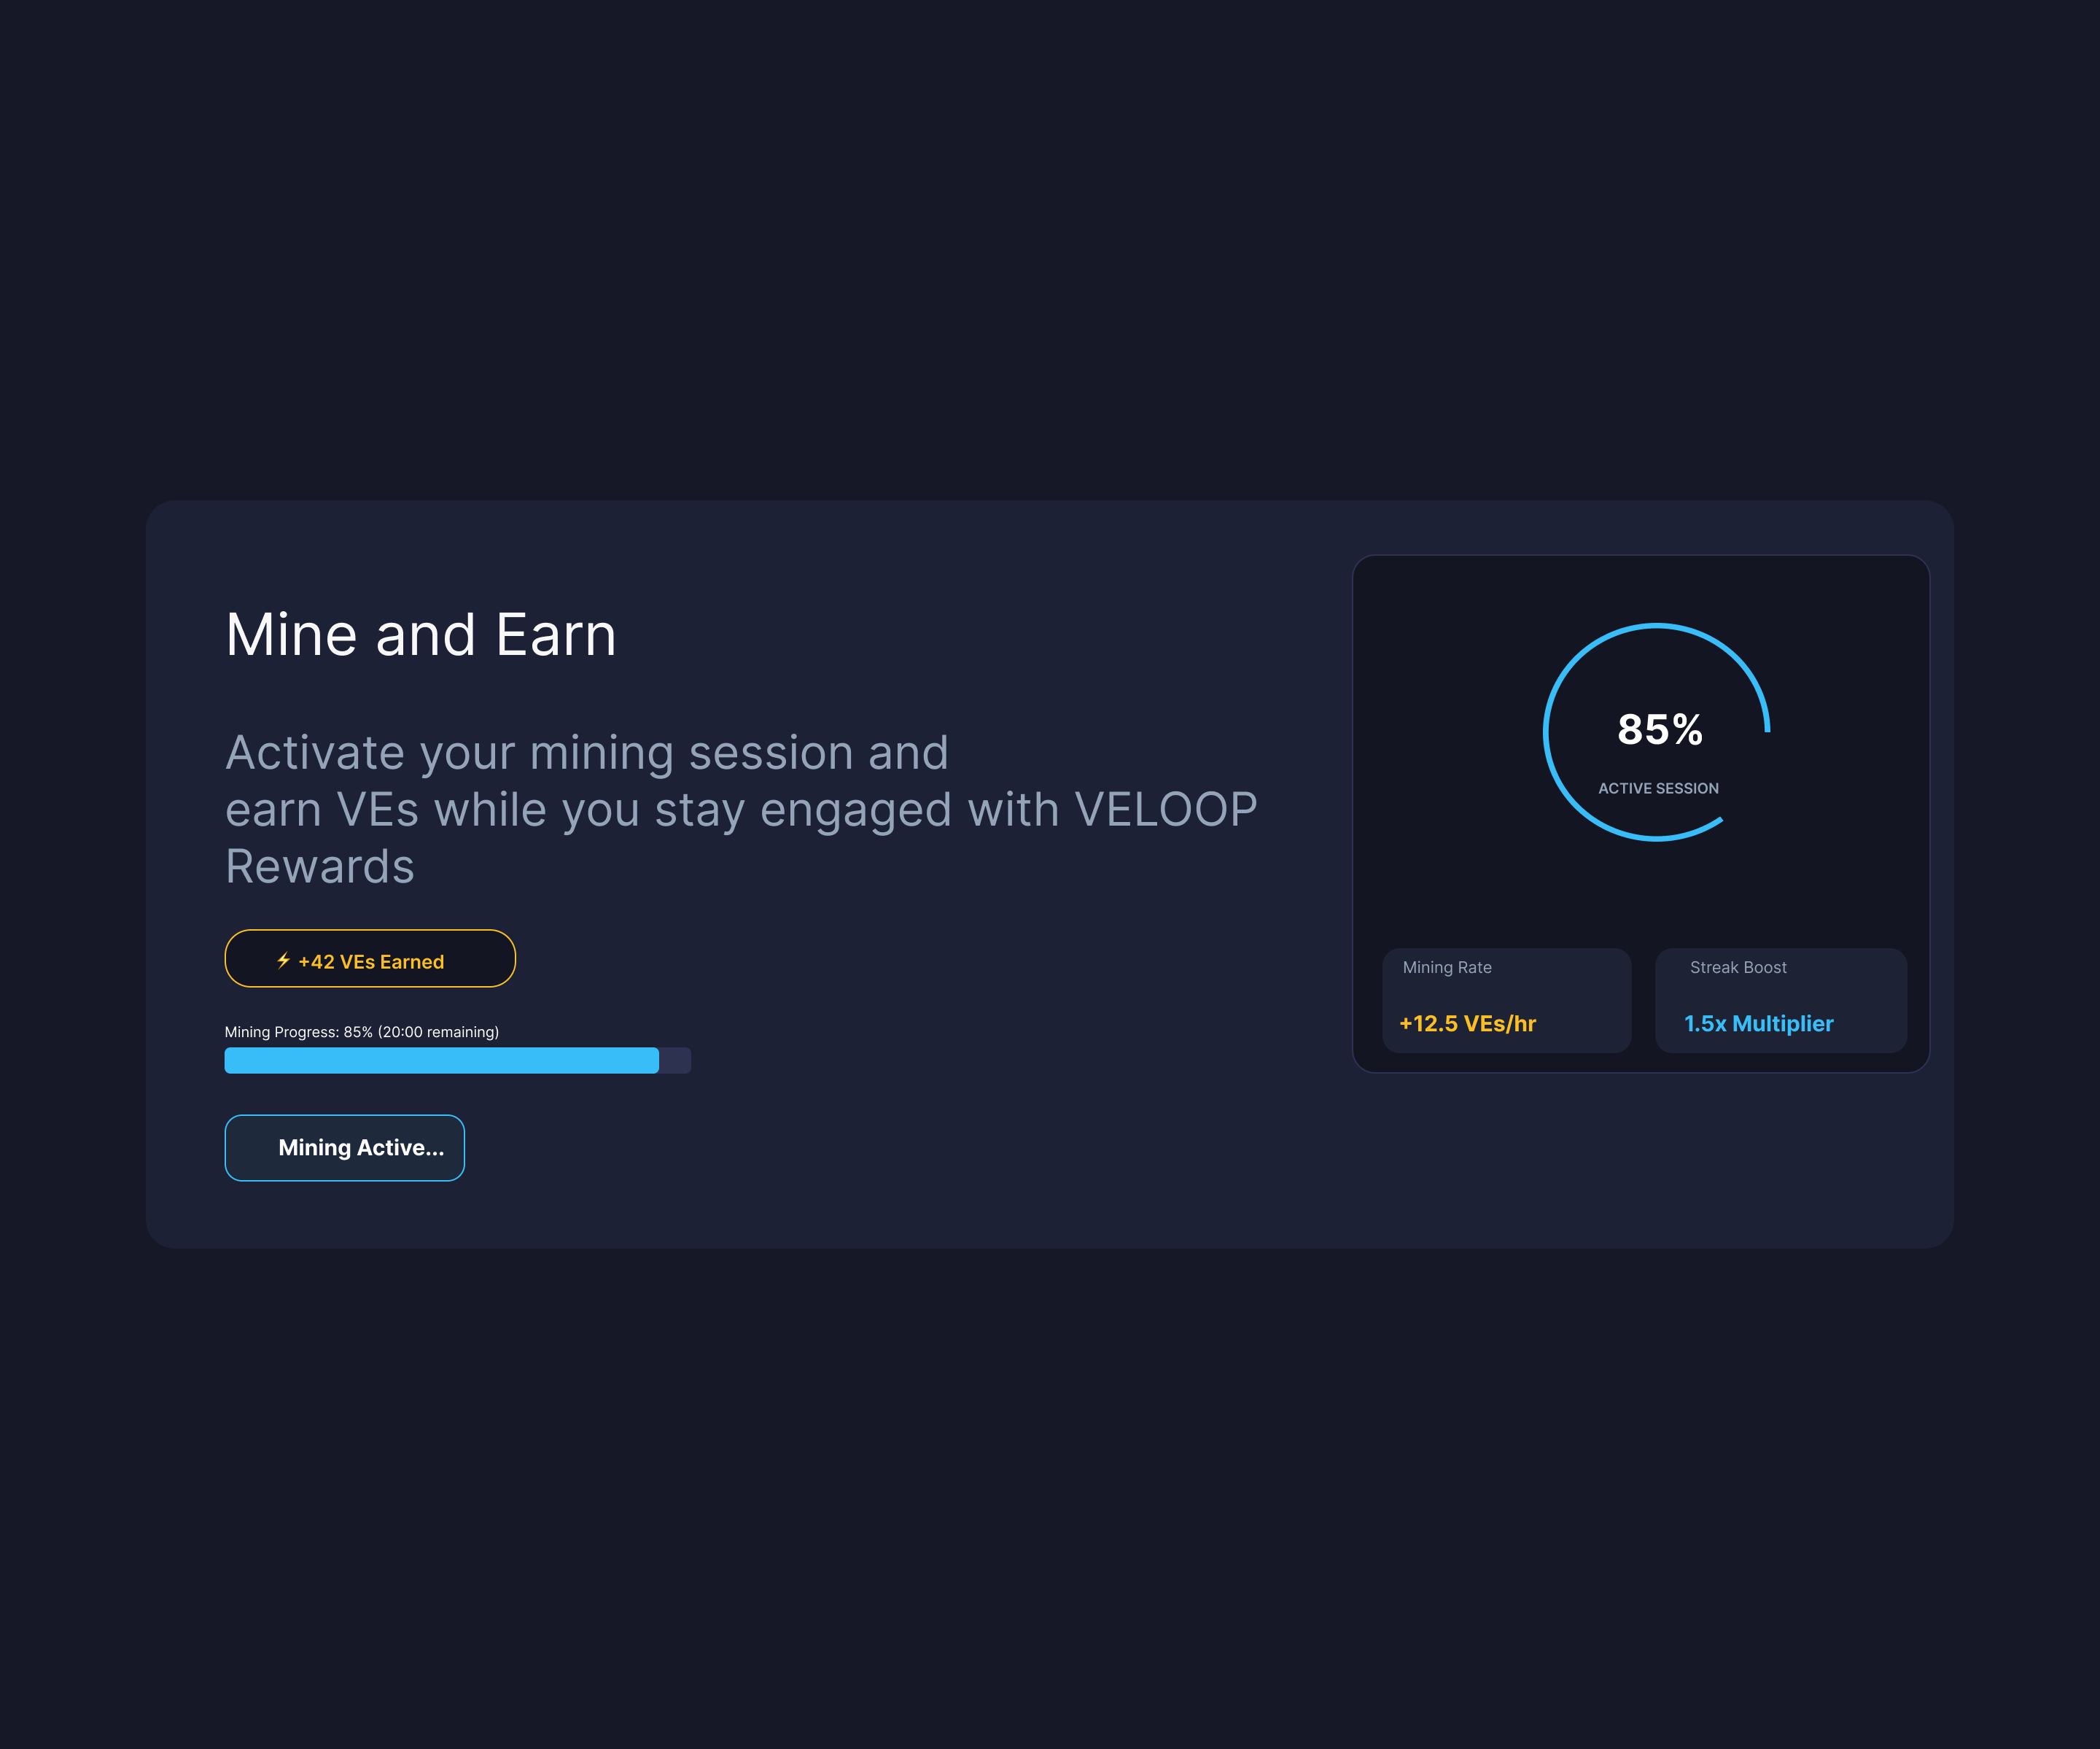 Mine and Earn
Activate your mining session and
earn VEs while you stay engaged with VELOOP
Rewards
⚡ +42 VEs Earned
Mining Progress: 85% (20:00 remaining)
Mining Active...
85%
ACTIVE SESSION
Mining Rate
+12.5 VEs/hr
Streak Boost
1.5x Multiplier